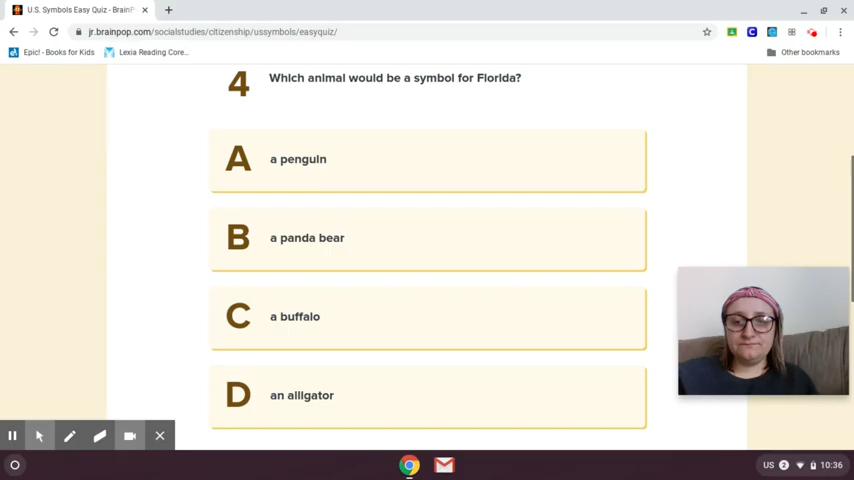 U.S. Symbols Easy Quiz - BrainP
jr.brainpop.com/socialstudies/citizenship/ussymbols/easyquiz/
Epic! - Books for Kids
Lexia Reading Core...
Other bookmarks
4
Which animal would be a symbol for Florida?
A
a penguin
B
a panda bear
C
a buffalo
D
an alligator
US 2 10:36